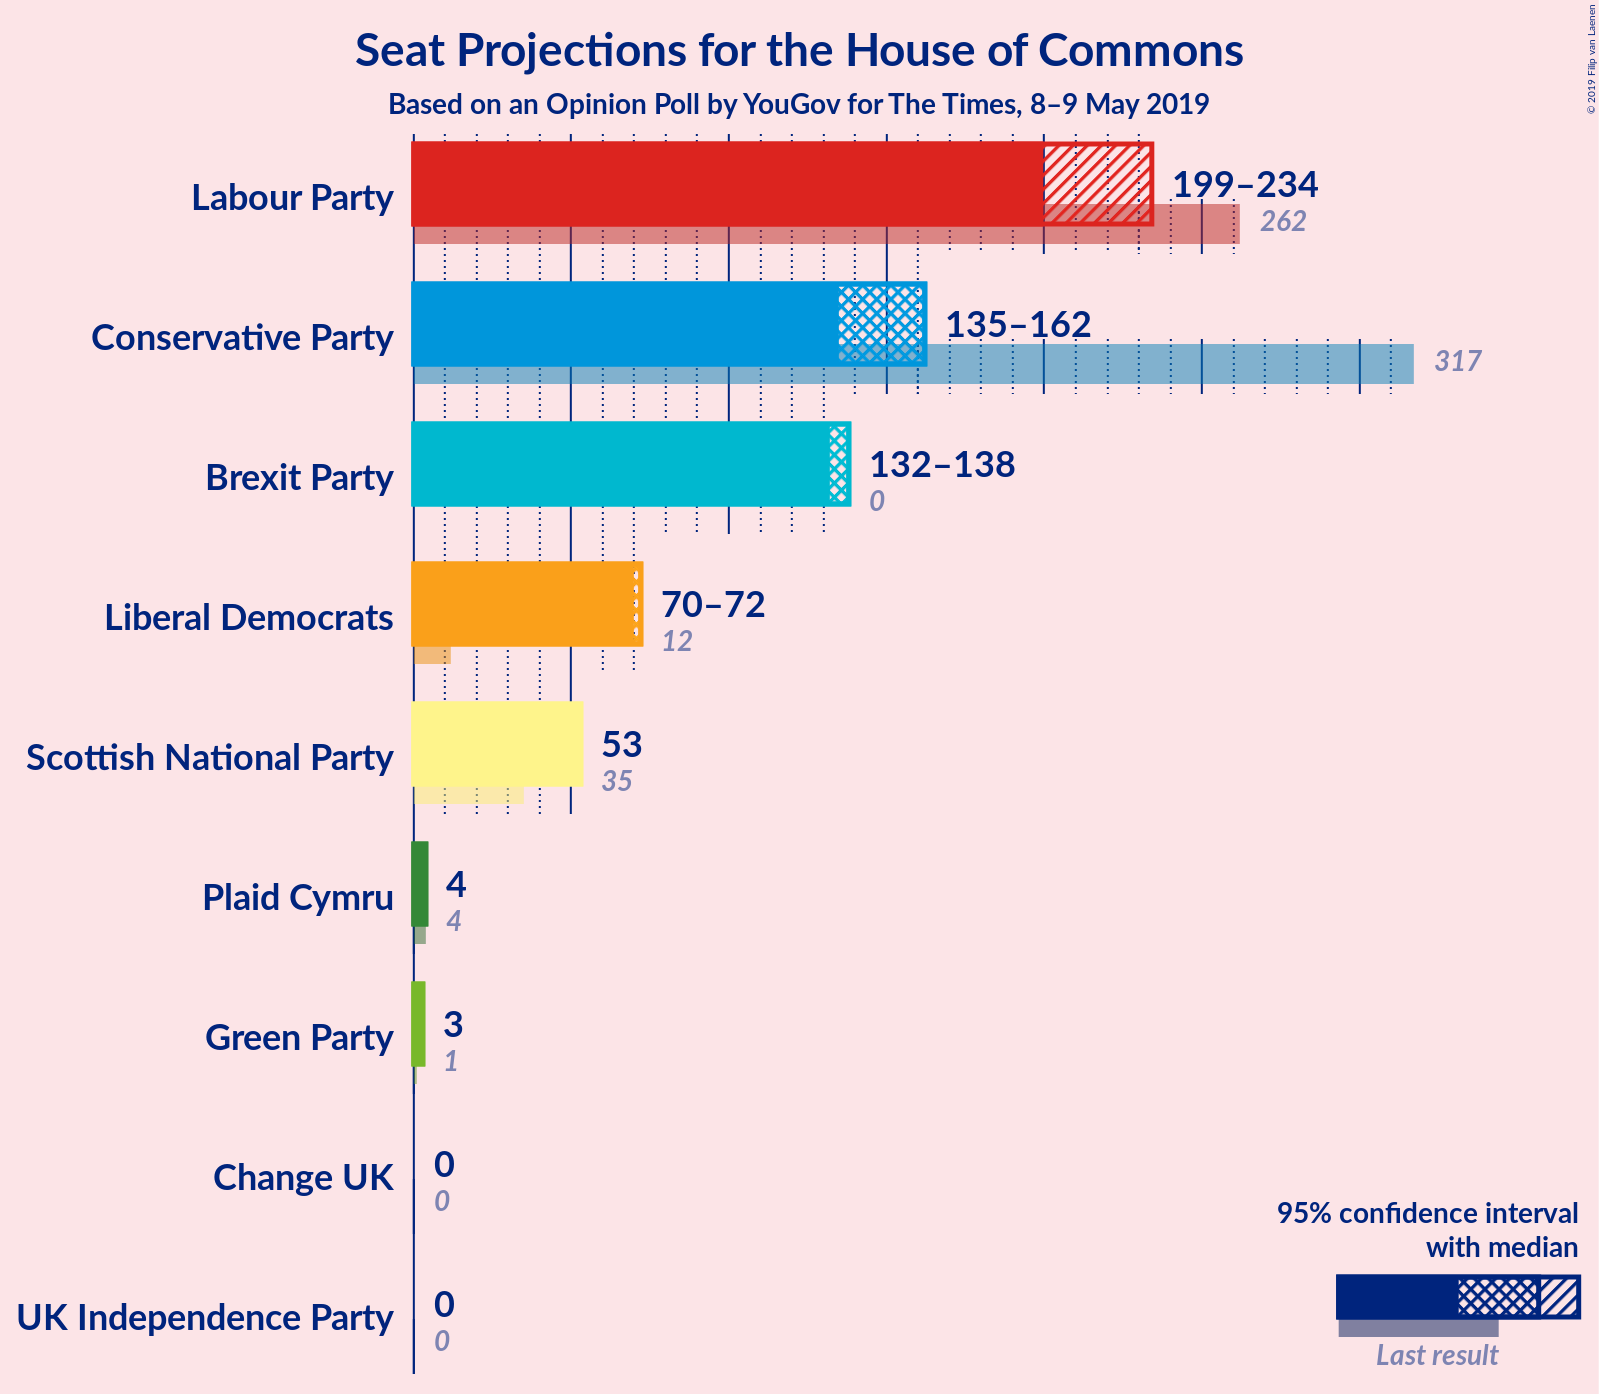 © 2019 Filip van Laenen
Seat Projections for the House of Commons
Based on an Opinion Poll by YouGov for The Times, 8–9 May 2019
Labour Party
199–234
262
Conservative Party
135–162
317
Brexit Party
132–138
0
Liberal Democrats
70–72
12
Scottish National Party
53
35
Plaid Cymru
4
4
Green Party
3
1
Change UK
0
0
UK Independence Party
0
0
95% confidence interval
with median
Last result